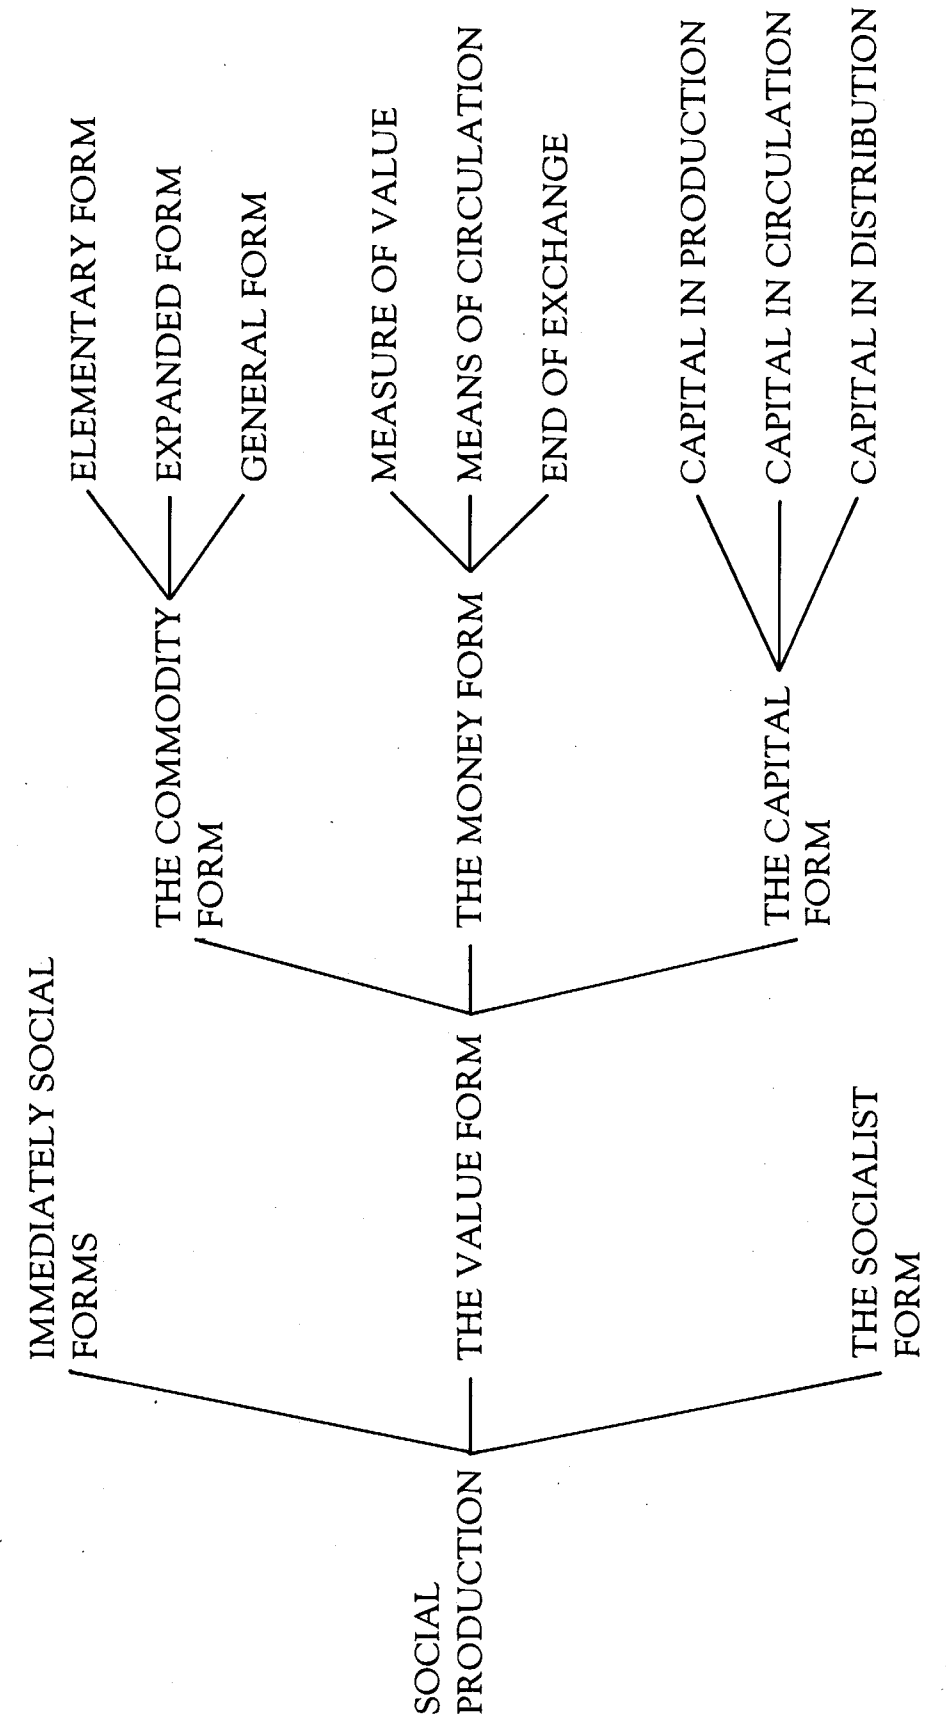 SOCIAL
PRODUCTION
IMMEDIATELY SOCIAL
FORMS
THE VALUE FORM
THE SOCIALIST
FORM
THE COMMODITY
FORM
THE MONEY FORM
THE CAPITAL
FORM
ELEMENTARY FORM
EXPANDED FORM
GENERAL FORM
MEASURE OF VALUE
MEANS OF CIRCULATION
END OF EXCHANGE
CAPITAL IN PRODUCTION
CAPITAL IN CIRCULATION
CAPITAL IN DISTRIBUTION